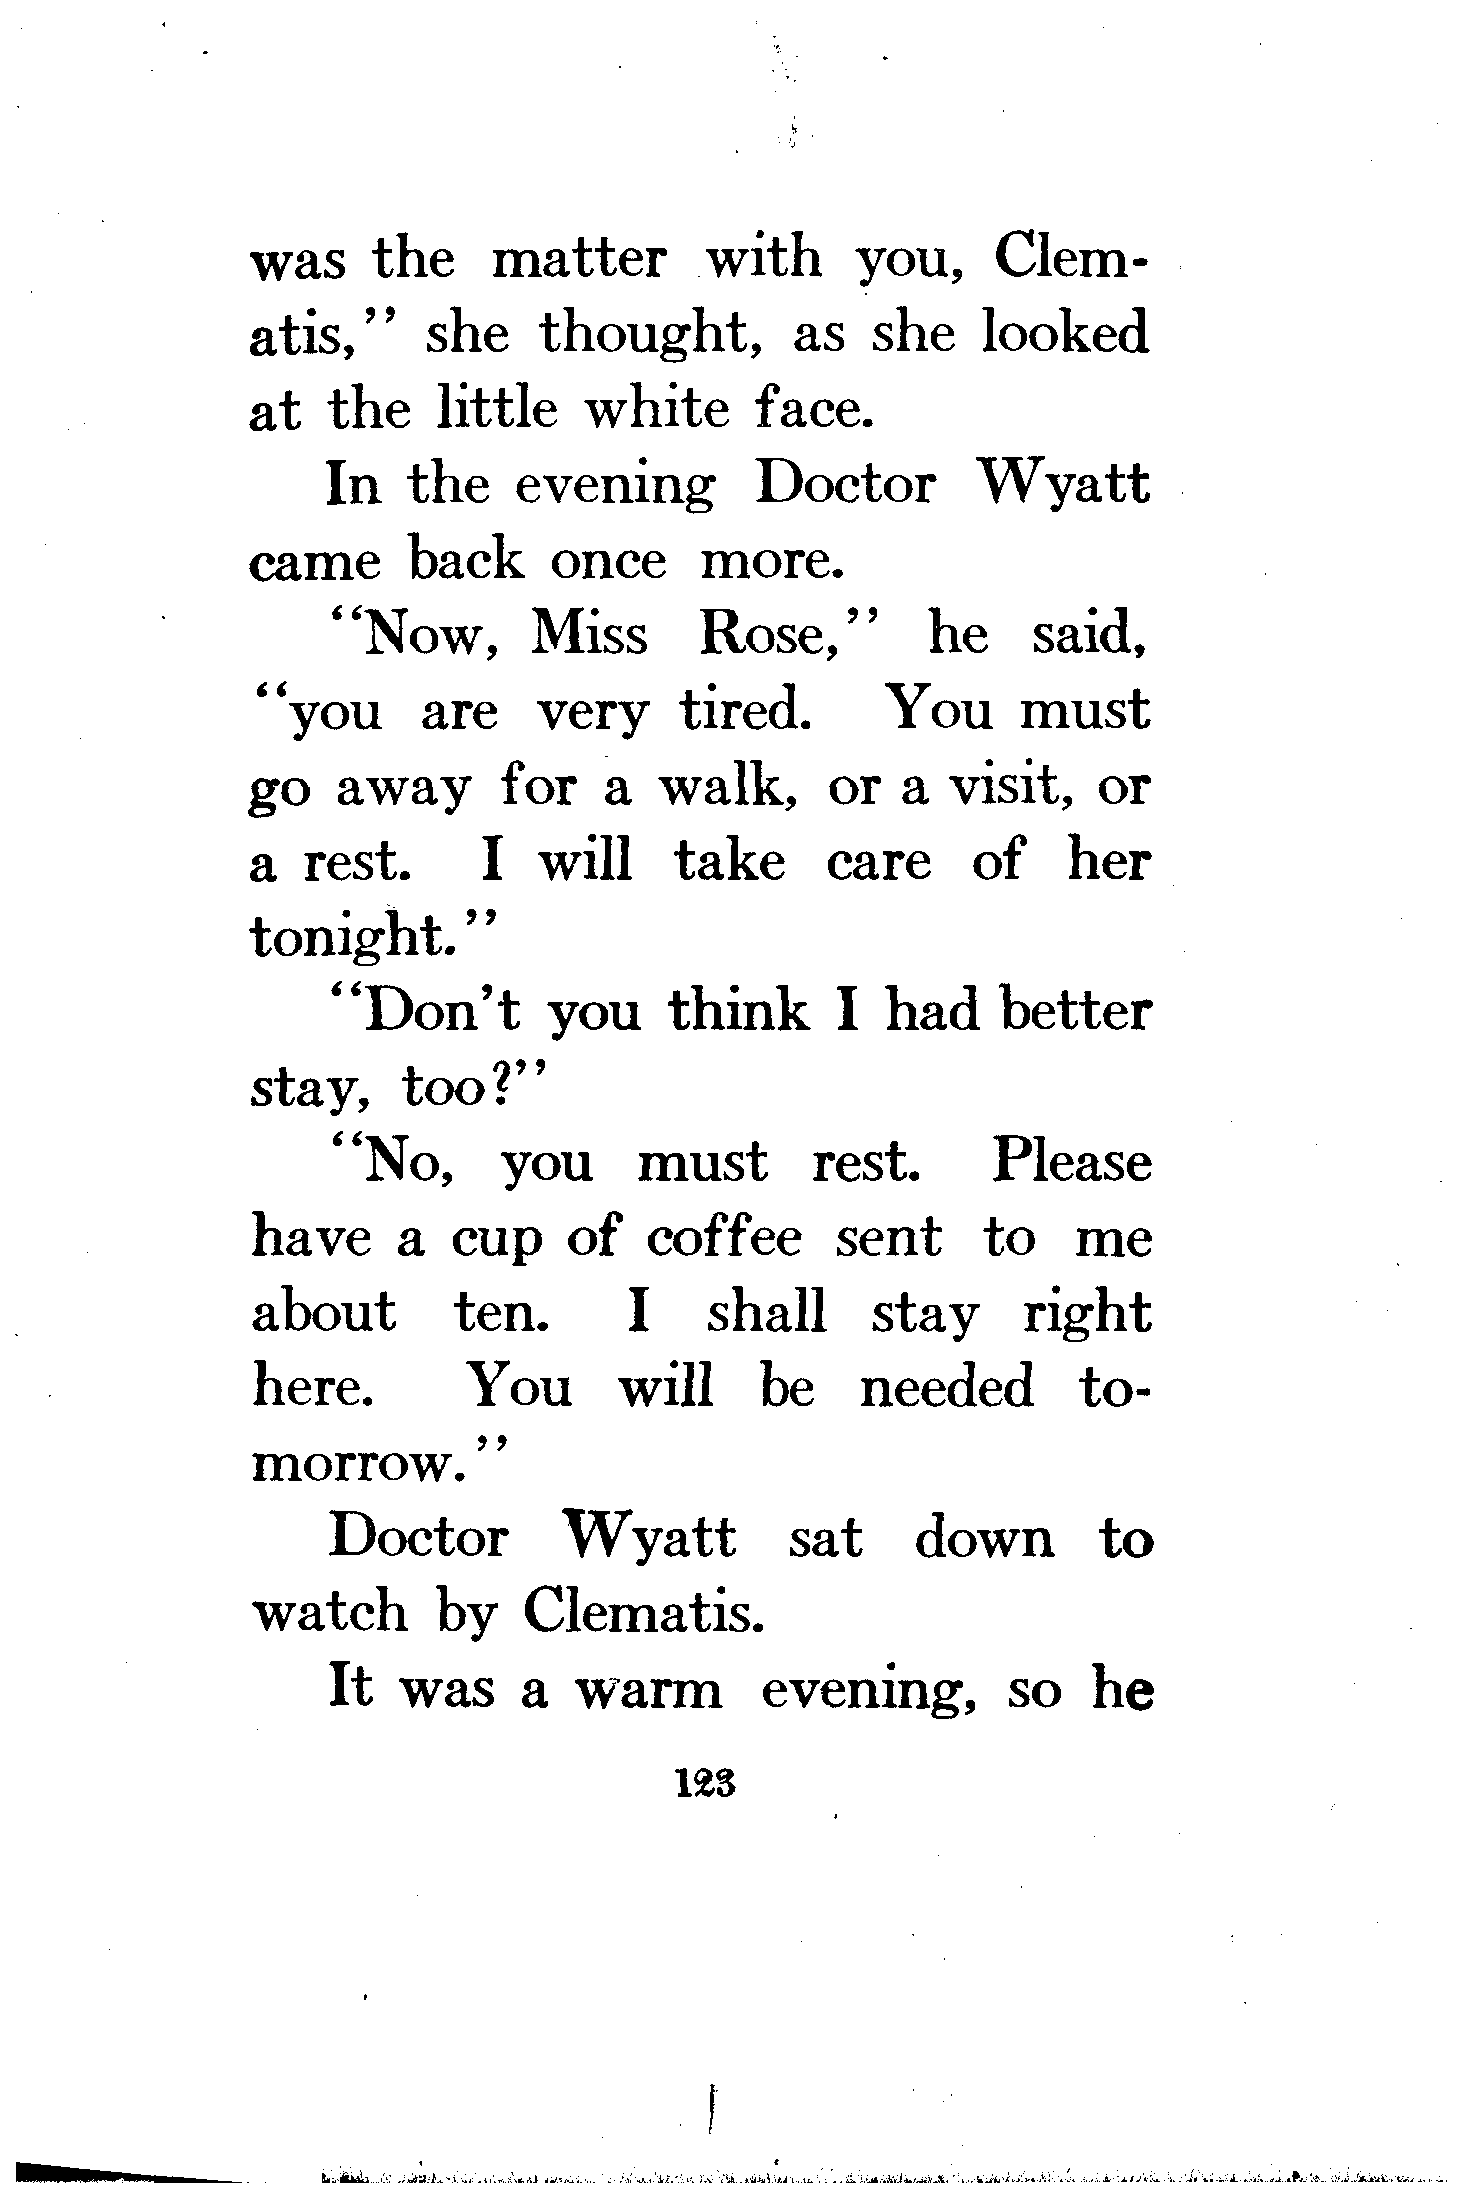 was the matter with you, Clem-
atis,'' she thought, as she looked
at the little white face.
In the evening Doctor Wyatt
came back once more.
‘‘Now, Miss Rose,’’ he said,
‘‘you are very tired. You must
go away for a walk, or a visit, or
a rest. I will take care of her
tonight.’’
‘‘Don’t you think I had better
stay, too?’’
‘‘No, you must rest. Please
have a cup of coffee sent to me
about ten. I shall stay right
here. You will be needed to-
morrow.’’
Doctor Wyatt sat down to
watch by Clematis.
It was a warm evening, so he
123